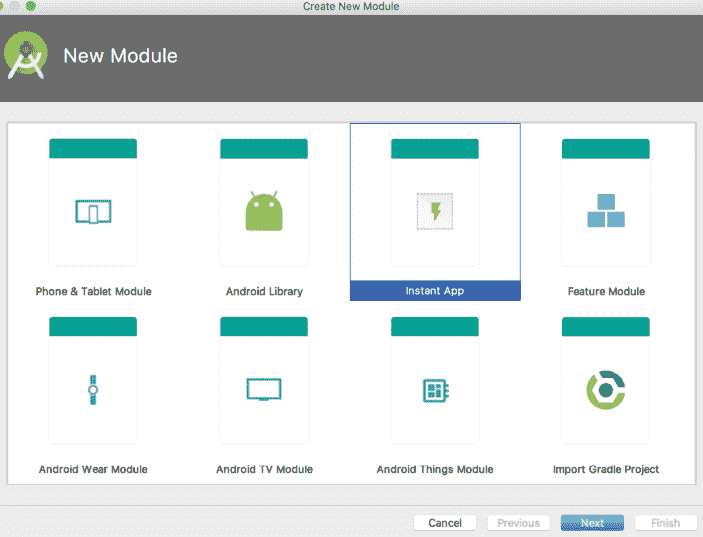 Create New Module
New Module
Phone & Tablet Module
Android Library
Instant App
Feature Module
Android Wear Module
Android TV Module
Android Things Module
Import Gradle Project
Cancel
Previous
Next
Finish